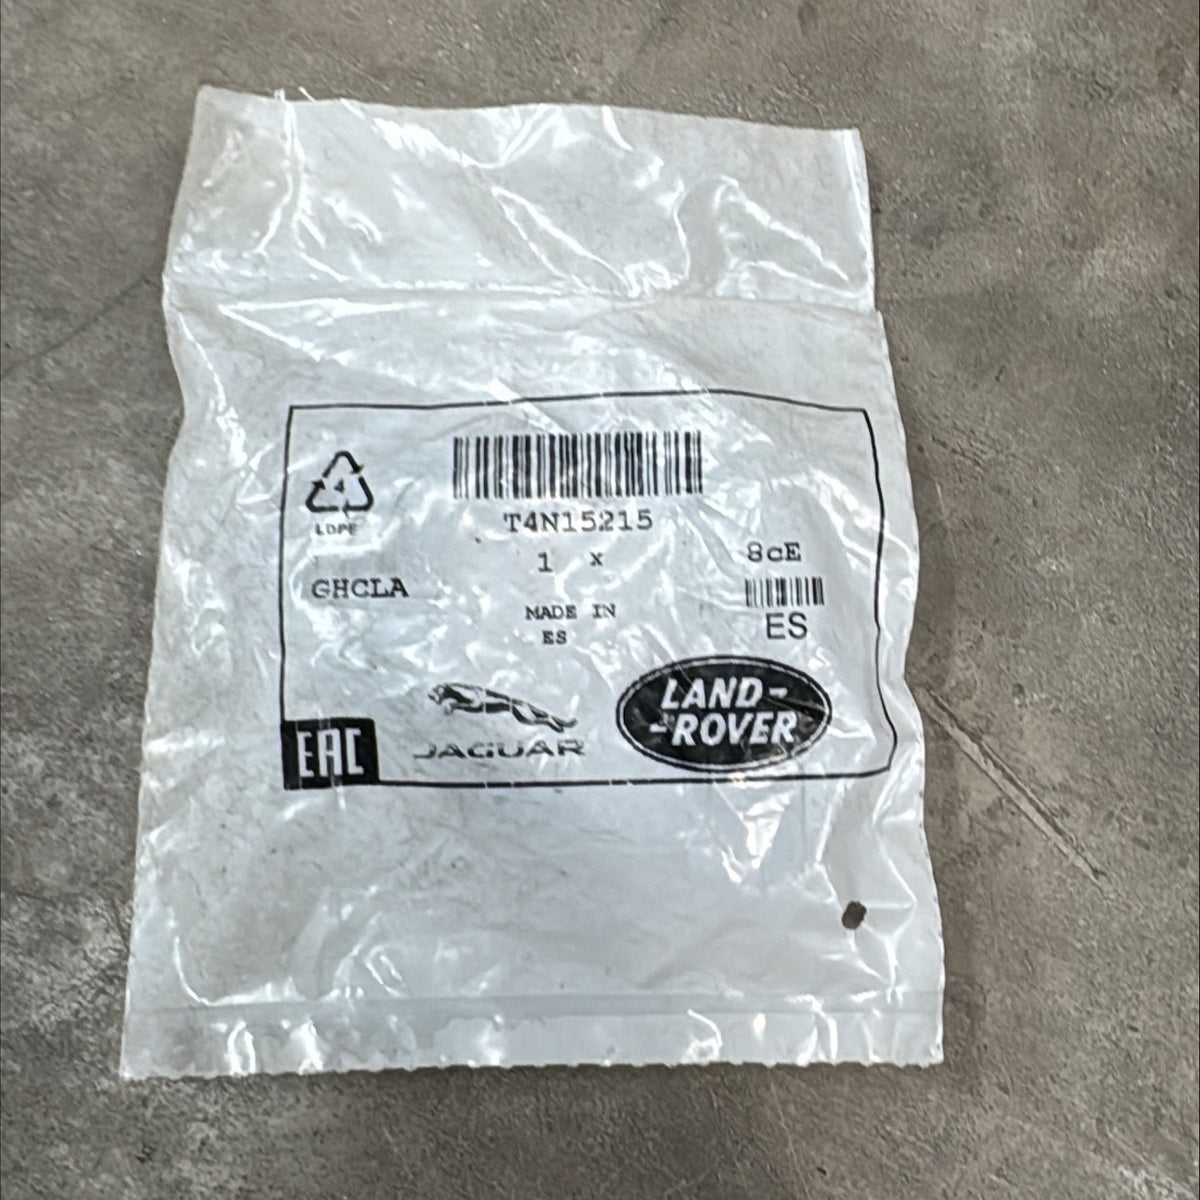 4
LDPE
T4N15215
1 x
8cE
GHCLA
MADE IN
ES
ES
EAC
JAGUAR
LAND-
-ROVER